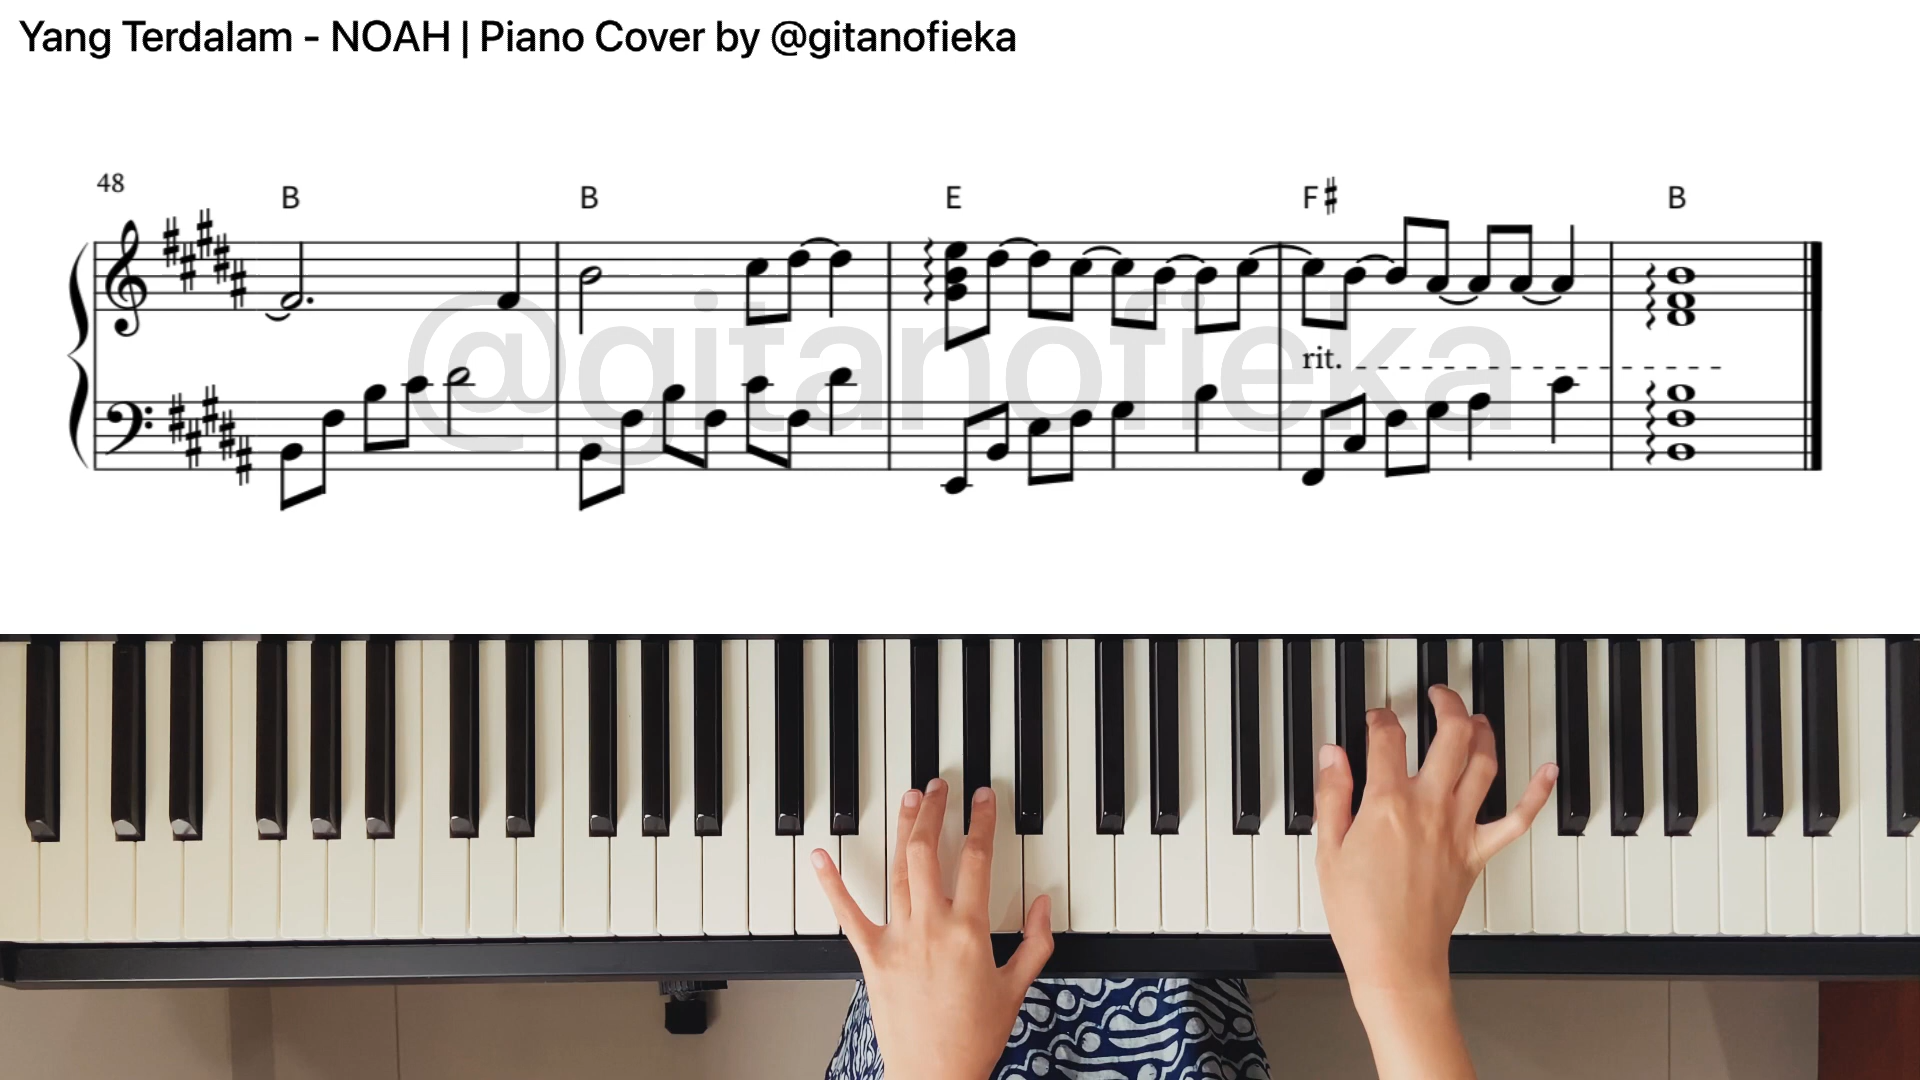 Yang Terdalam - NOAH | Piano Cover by @gitanofieka
48
B B E F♯ B
@gitanofieka
rit.